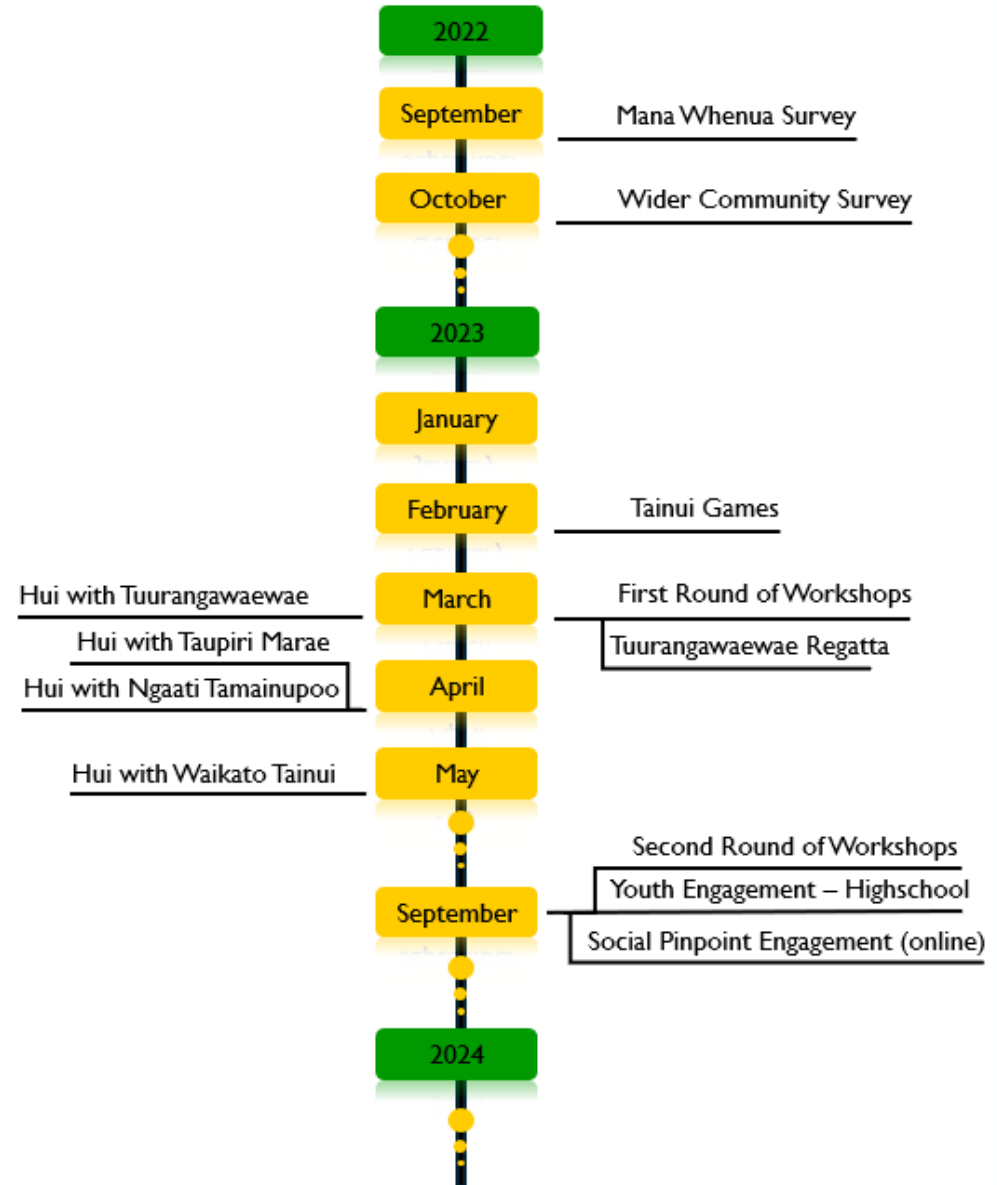 2022
September
Mana Whenua Survey
October
Wider Community Survey
2023
January
February
Tainui Games
Hui with Tuurangawaewae
March
First Round of Workshops
Tuurangawaewae Regatta
Hui with Taupiri Marae
Hui with Ngaati Tamainupoo
April
Hui with Waikato Tainui
May
Second Round of Workshops
September
Youth Engagement – Highschool
Social Pinpoint Engagement (online)
2024